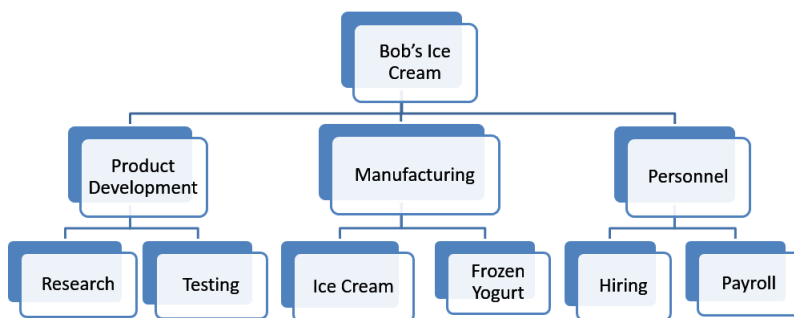 Bob’s Ice
Cream
Product
Development
Manufacturing
Personnel
Research
Testing
Ice Cream
Frozen
Yogurt
Hiring
Payroll